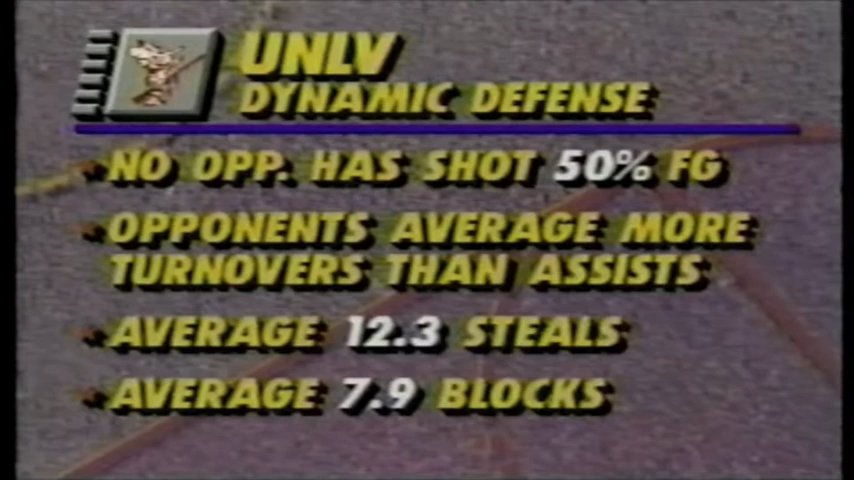 UNLV
DYNAMIC DEFENSE
NO OPP. HAS SHOT 50% FG
OPPONENTS AVERAGE MORE
TURNOVERS THAN ASSISTS
AVERAGE 12.3 STEALS
AVERAGE 7.9 BLOCKS